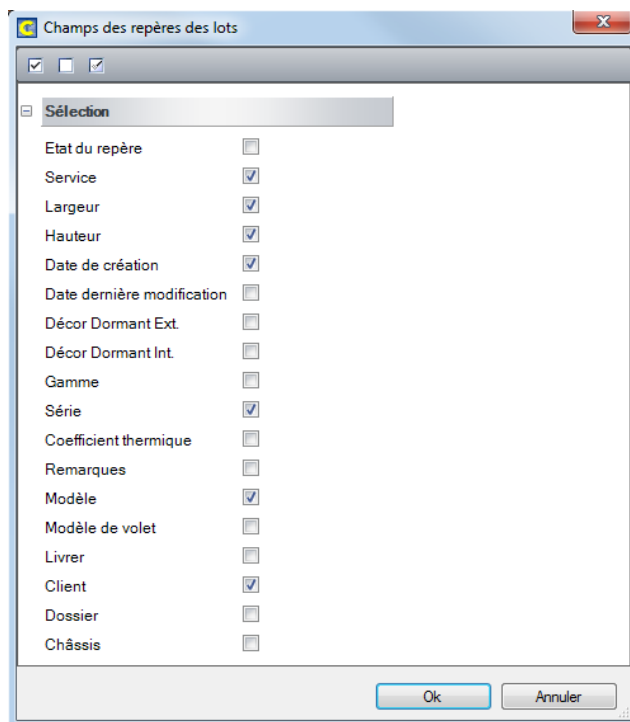 Champs des repères des lots
Sélection
Etat du repère
Service
Largeur
Hauteur
Date de création
Date dernière modification
Décor Dormant Ext.
Décor Dormant Int.
Gamme
Série
Coefficient thermique
Remarques
Modèle
Modèle de volet
Livrer
Client
Dossier
Châssis
Ok Annuler